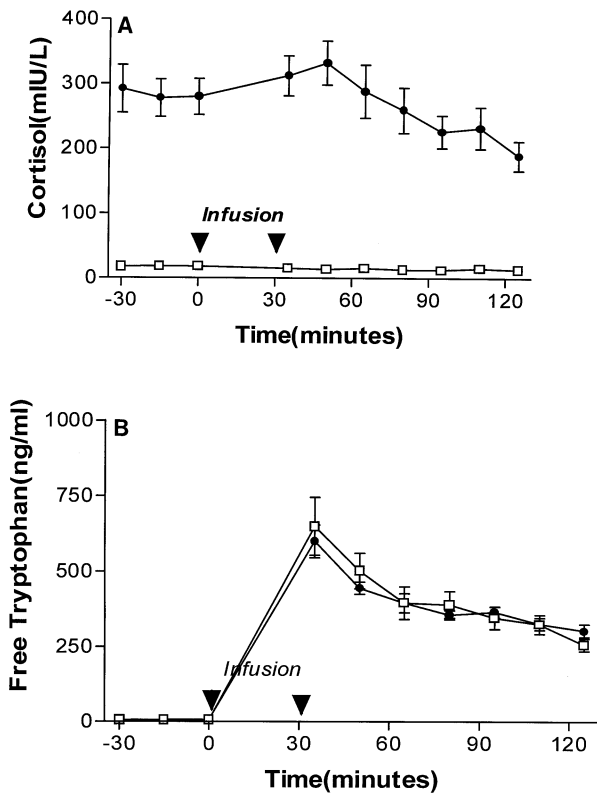 A
Cortisol(mIU/L)
400
300
200
100
0
Infusion
-30 0 30 60 90 120
Time(minutes)
B
Free Tryptophan(ng/ml)
1000
750
500
250
0
Infusion
-30 0 30 60 90 120
Time(minutes)